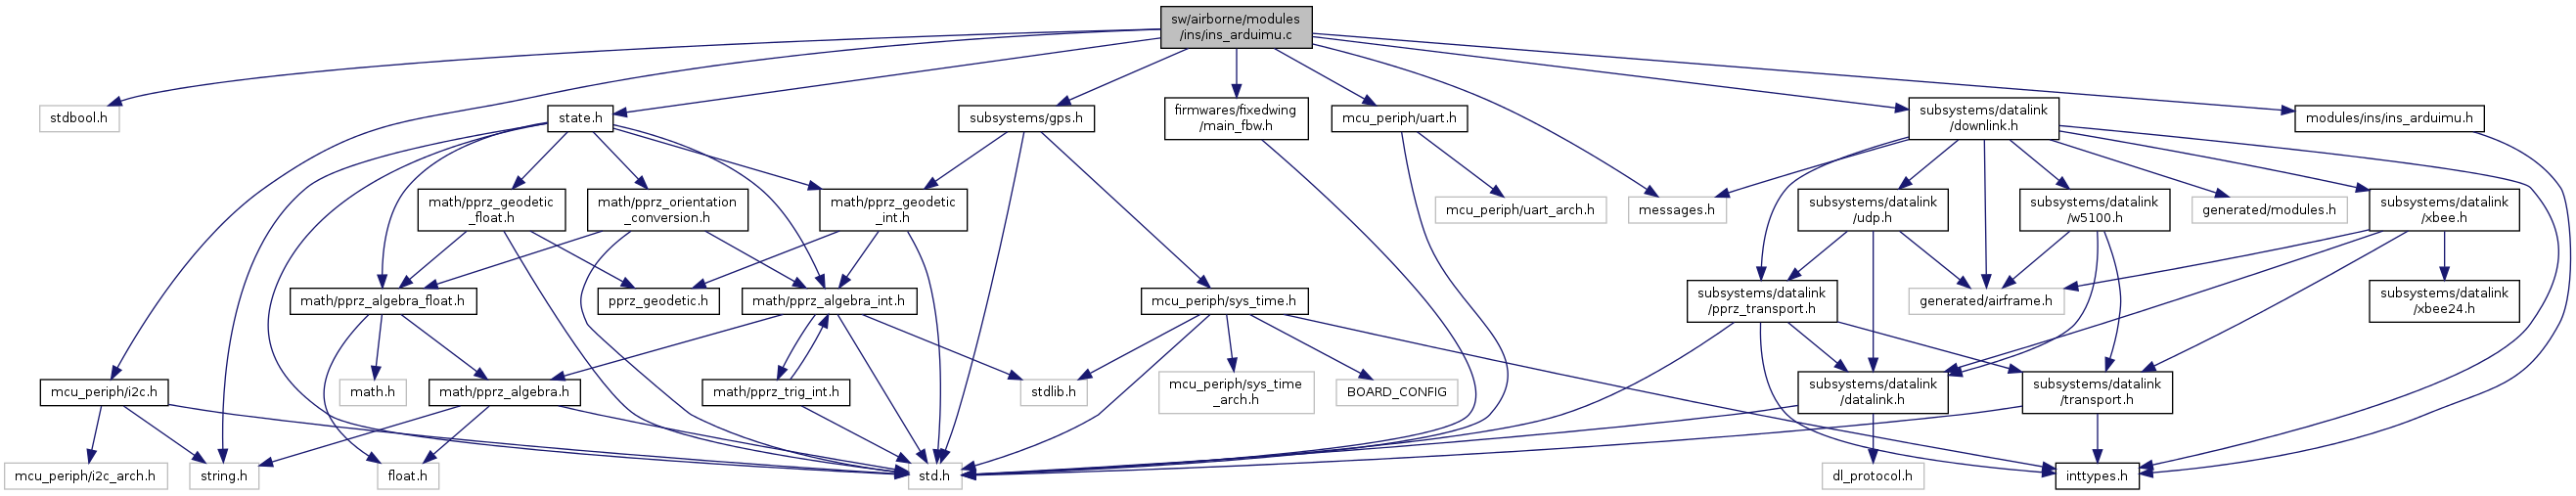 sw/airborne/modules
/ins/ins_arduimu.c
stdbool.h
state.h
subsystems/gps.h
firmwares/fixedwing
/main_fbw.h
mcu_periph/uart.h
subsystems/datalink
/downlink.h
modules/ins/ins_arduimu.h
math/pprz_geodetic
_float.h
math/pprz_orientation
_conversion.h
math/pprz_geodetic
_int.h
mcu_periph/uart_arch.h
messages.h
subsystems/datalink
/udp.h
subsystems/datalink
/w5100.h
generated/modules.h
subsystems/datalink
/xbee.h
math/pprz_algebra_float.h
pprz_geodetic.h
math/pprz_algebra_int.h
mcu_periph/sys_time.h
subsystems/datalink
/pprz_transport.h
generated/airframe.h
subsystems/datalink
/xbee24.h
mcu_periph/i2c.h
math.h
math/pprz_algebra.h
math/pprz_trig_int.h
stdlib.h
mcu_periph/sys_time
_arch.h
BOARD_CONFIG
subsystems/datalink
/datalink.h
subsystems/datalink
/transport.h
mcu_periph/i2c_arch.h
string.h
float.h
std.h
dl_protocol.h
inttypes.h